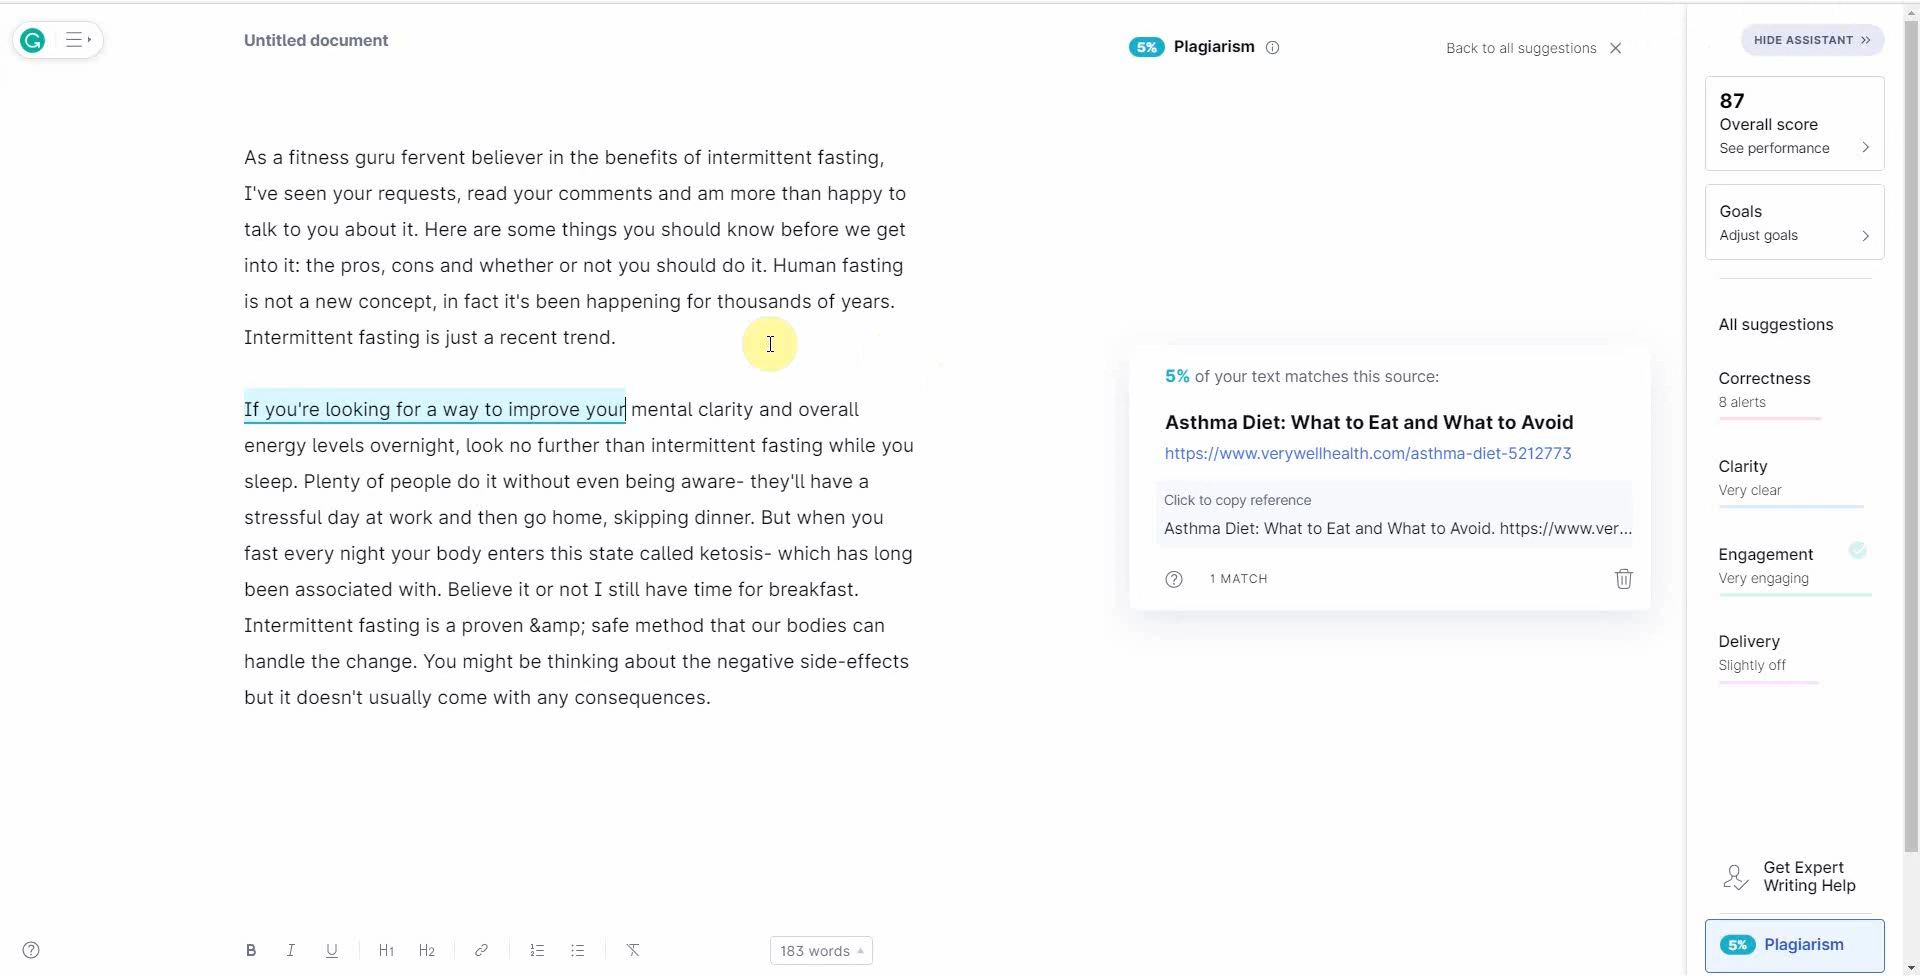 Untitled document
As a fitness guru fervent believer in the benefits of intermittent fasting,
I've seen your requests, read your comments and am more than happy to
talk to you about it. Here are some things you should know before we get
into it: the pros, cons and whether or not you should do it. Human fasting
is not a new concept, in fact it's been happening for thousands of years.
Intermittent fasting is just a recent trend.
If you're looking for a way to improve your mental clarity and overall
energy levels overnight, look no further than intermittent fasting while you
sleep. Plenty of people do it without even being aware- they'll have a
stressful day at work and then go home, skipping dinner. But when you
fast every night your body enters this state called ketosis- which has long
been associated with. Believe it or not I still have time for breakfast.
Intermittent fasting is a proven &amp; safe method that our bodies can
handle the change. You might be thinking about the negative side-effects
but it doesn't usually come with any consequences.
B I U H1 H2
183 words
5% Plagiarism
Back to all suggestions
5% of your text matches this source:
Asthma Diet: What to Eat and What to Avoid
https://www.verywellhealth.com/asthma-diet-5212773
Click to copy reference
Asthma Diet: What to Eat and What to Avoid. https://www.ver...
1 MATCH
HIDE ASSISTANT
87
Overall score
See performance
Goals
Adjust goals
All suggestions
Correctness
8 alerts
Clarity
Very clear
Engagement
Very engaging
Delivery
Slightly off
Get Expert
Writing Help
5% Plagiarism